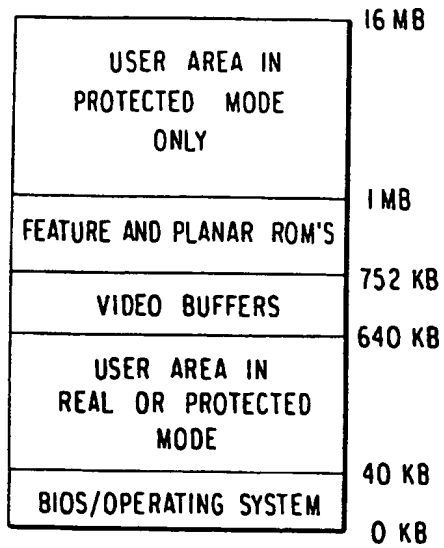 16 MB
USER AREA IN
PROTECTED MODE
ONLY
1 MB
FEATURE AND PLANAR ROM'S
752 KB
VIDEO BUFFERS
640 KB
USER AREA IN
REAL OR PROTECTED
MODE
40 KB
BIOS/OPERATING SYSTEM
0 KB